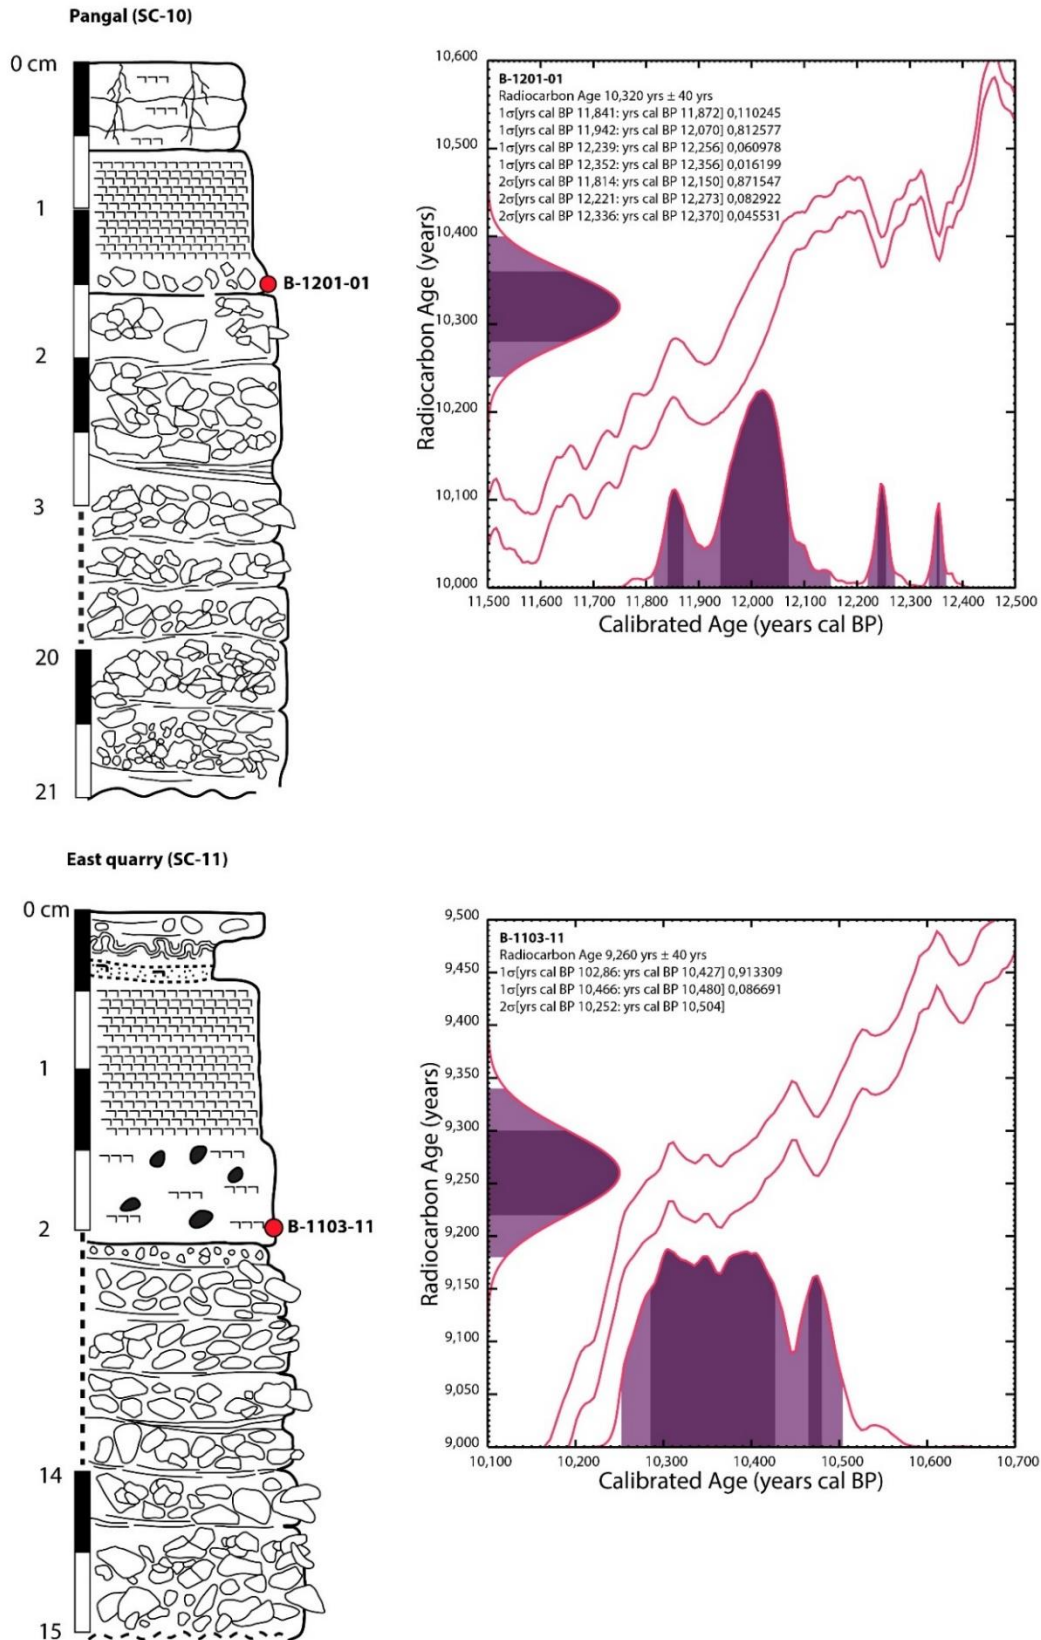 Pangal (SC-10)
0 cm
1
B-1201-01
2
3
20
21
10,600
10,500
10,400
10,300
10,200
10,100
10,000
Radiocarbon Age (years)
B-1201-01
Radiocarbon Age 10,320 yrs ± 40 yrs
1σ[yrs cal BP 11,841: yrs cal BP 11,872] 0,110245
1σ[yrs cal BP 11,942: yrs cal BP 12,070] 0,812577
1σ[yrs cal BP 12,239: yrs cal BP 12,256] 0,060978
1σ[yrs cal BP 12,352: yrs cal BP 12,356] 0,016199
2σ[yrs cal BP 11,814: yrs cal BP 12,150] 0,871547
2σ[yrs cal BP 12,221: yrs cal BP 12,273] 0,082922
2σ[yrs cal BP 12,336: yrs cal BP 12,370] 0,045531
11,500 11,600 11,700 11,800 11,900 12,000 12,100 12,200 12,300 12,400 12,500
Calibrated Age (years cal BP)
East quarry (SC-11)
0 cm
1
2
B-1103-11
14
15
9,500
9,450
9,400
9,350
9,300
9,250
9,200
9,150
9,100
9,050
9,000
Radiocarbon Age (years)
B-1103-11
Radiocarbon Age 9,260 yrs ± 40 yrs
1σ[yrs cal BP 102,86: yrs cal BP 10,427] 0,913309
1σ[yrs cal BP 10,466: yrs cal BP 10,480] 0,086691
2σ[yrs cal BP 10,252: yrs cal BP 10,504]
10,100 10,200 10,300 10,400 10,500 10,600 10,700
Calibrated Age (years cal BP)